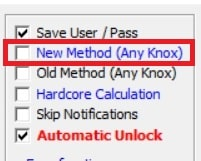 Save User / Pass
New Method (Any Knox)
Old Method (Any Knox)
Hardcore Calculation
Skip Notifications
Automatic Unlock